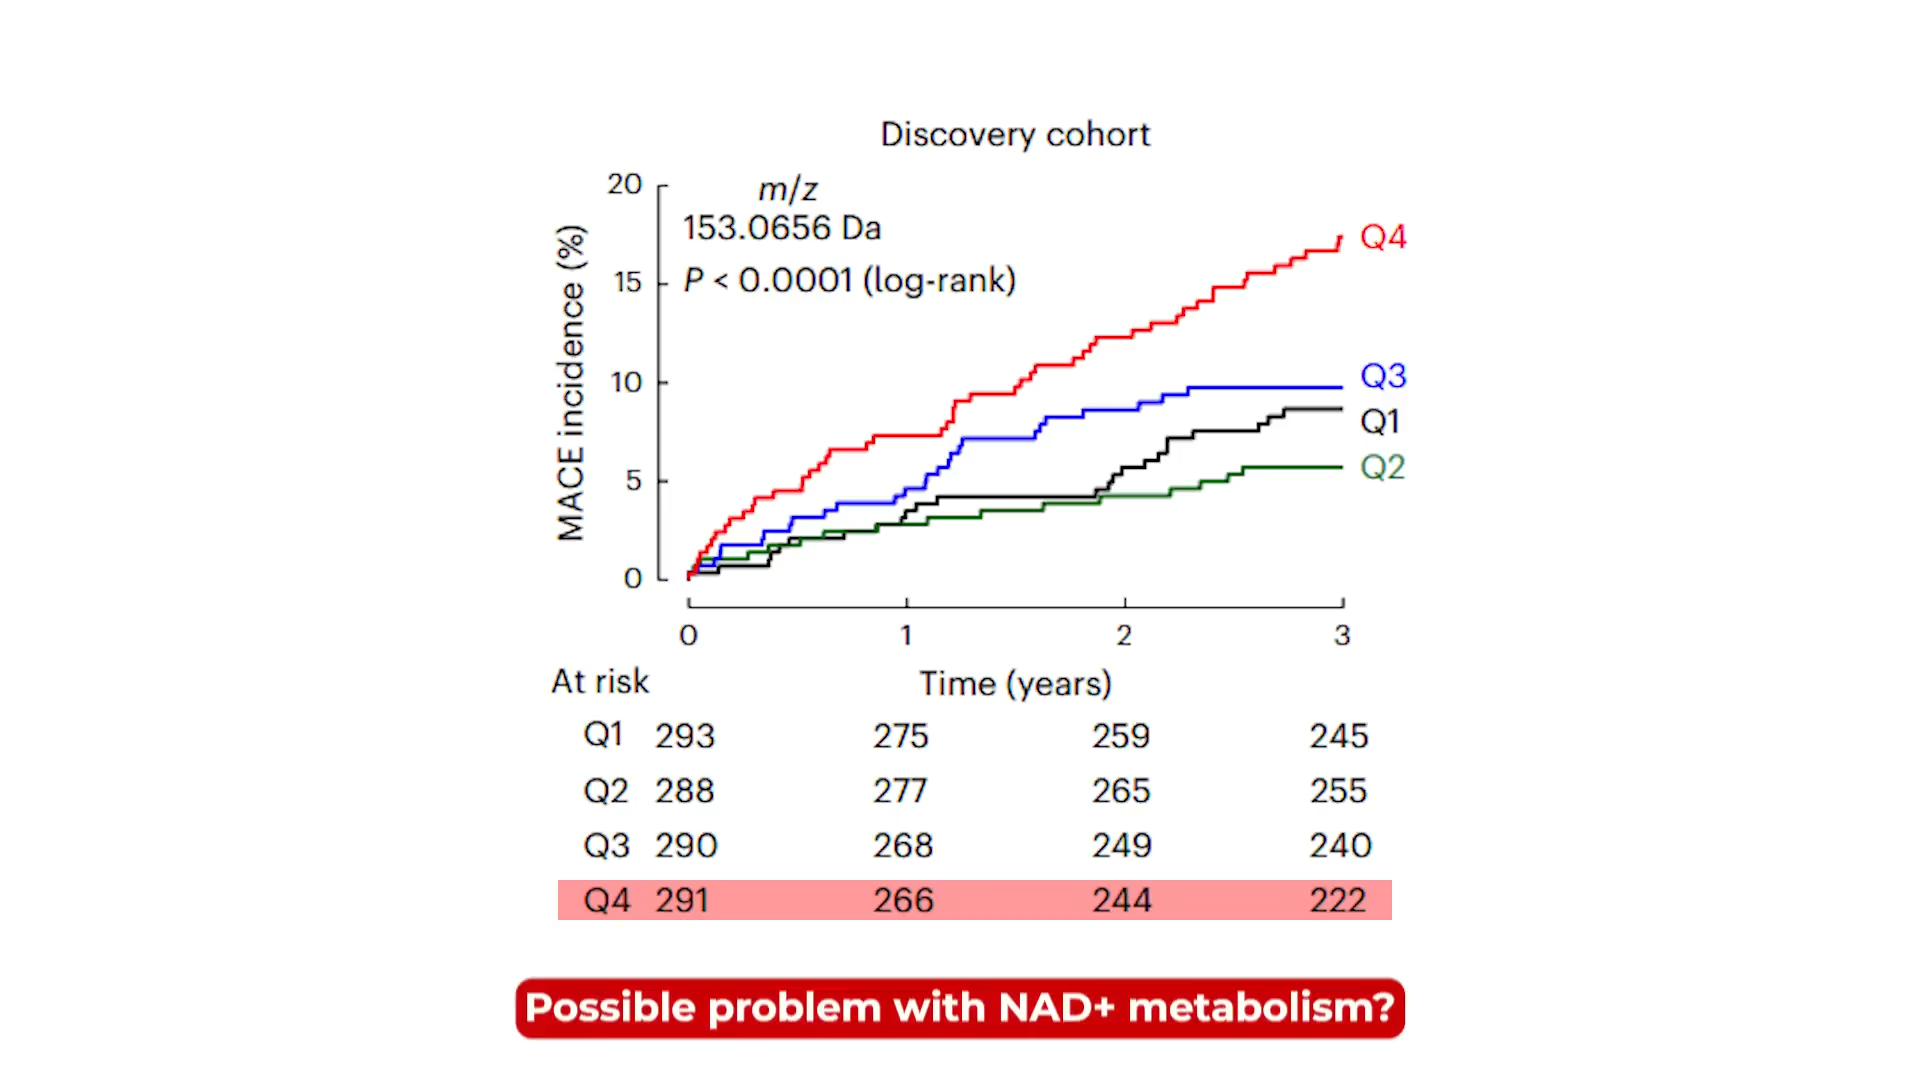 Discovery cohort
m/z
153.0656 Da
P < 0.0001 (log-rank)
MACE incidence (%)
20
15
10
5
0
Q4
Q3
Q1
Q2
0 1 2 3
At risk Time (years)
Q1 293 275 259 245
Q2 288 277 265 255
Q3 290 268 249 240
Q4 291 266 244 222
Possible problem with NAD+ metabolism?